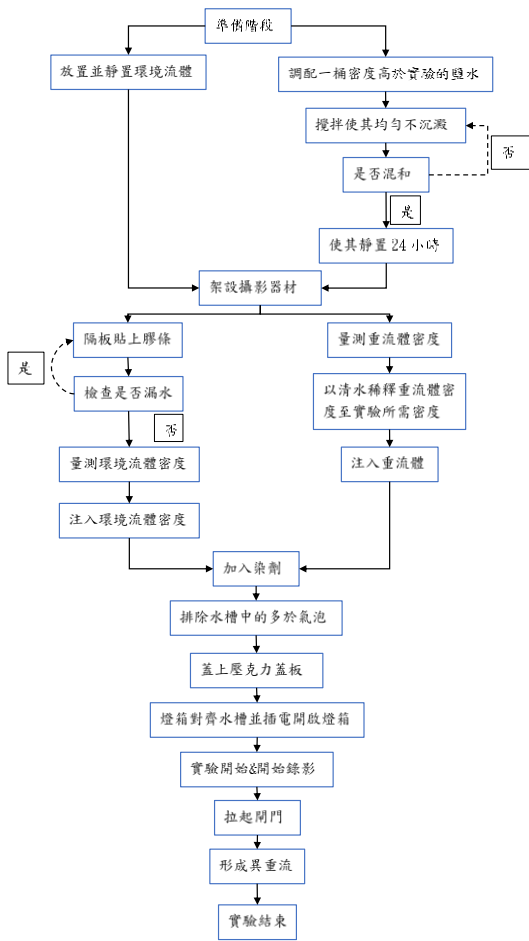 準備階段
放置並靜置環境流體
調配一桶密度高於實驗的鹽水
攪拌使其均勻不沉澱
否
是否混和
是
使其靜置 24 小時
架設攝影器材
隔板貼上膠條
量測重流體密度
是
檢查是否漏水
以清水稀釋重流體密
度至實驗所需密度
否
量測環境流體密度
注入重流體
注入環境流體密度
加入染劑
排除水槽中的多於氣泡
蓋上壓克力蓋板
燈箱對齊水槽並插電開啟燈箱
實驗開始&開始錄影
拉起閘門
形成異重流
實驗結束